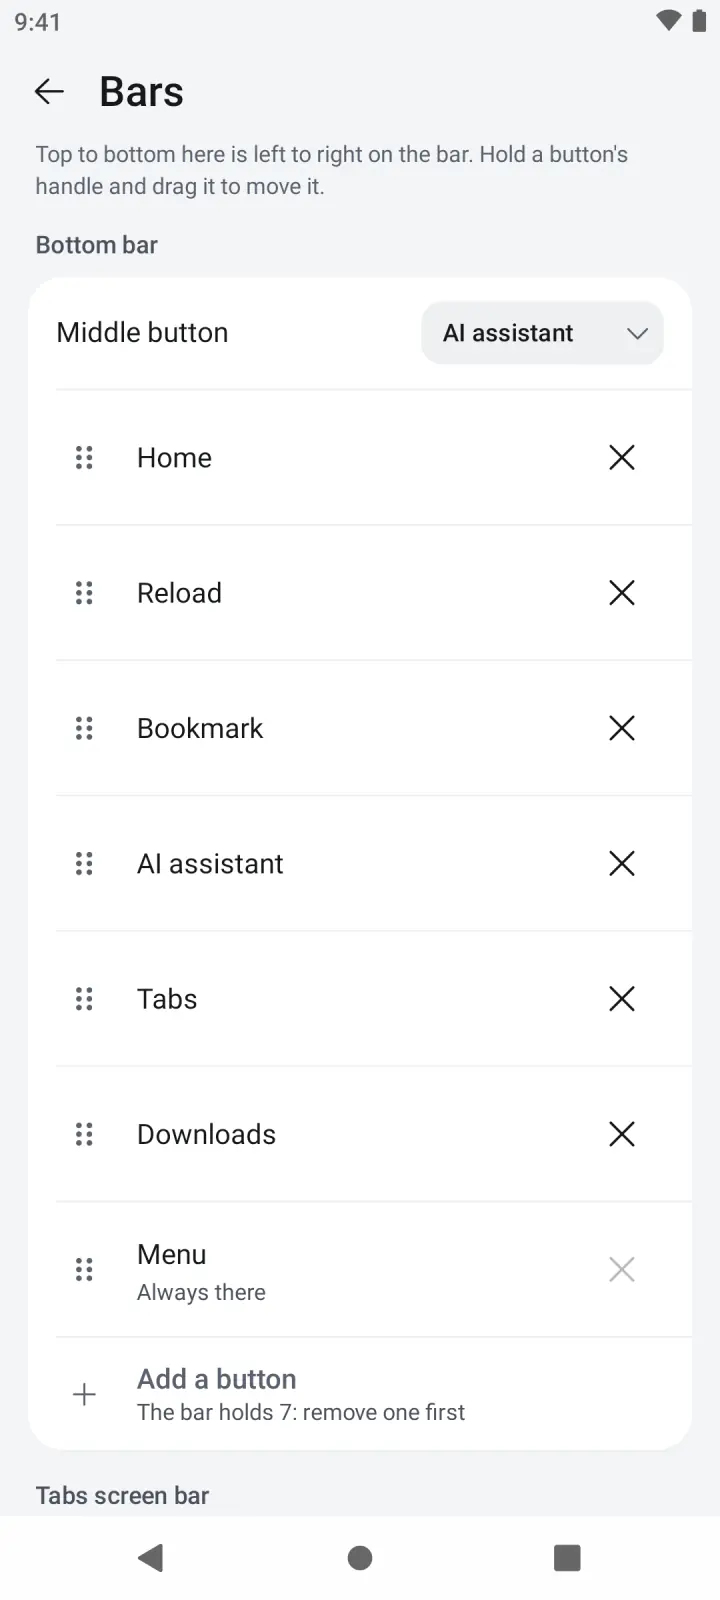 9:41
Bars
Top to bottom here is left to right on the bar. Hold a button's
handle and drag it to move it.
Bottom bar
Middle button
AI assistant
Home
Reload
Bookmark
AI assistant
Tabs
Downloads
Menu
Always there
Add a button
The bar holds 7: remove one first
Tabs screen bar